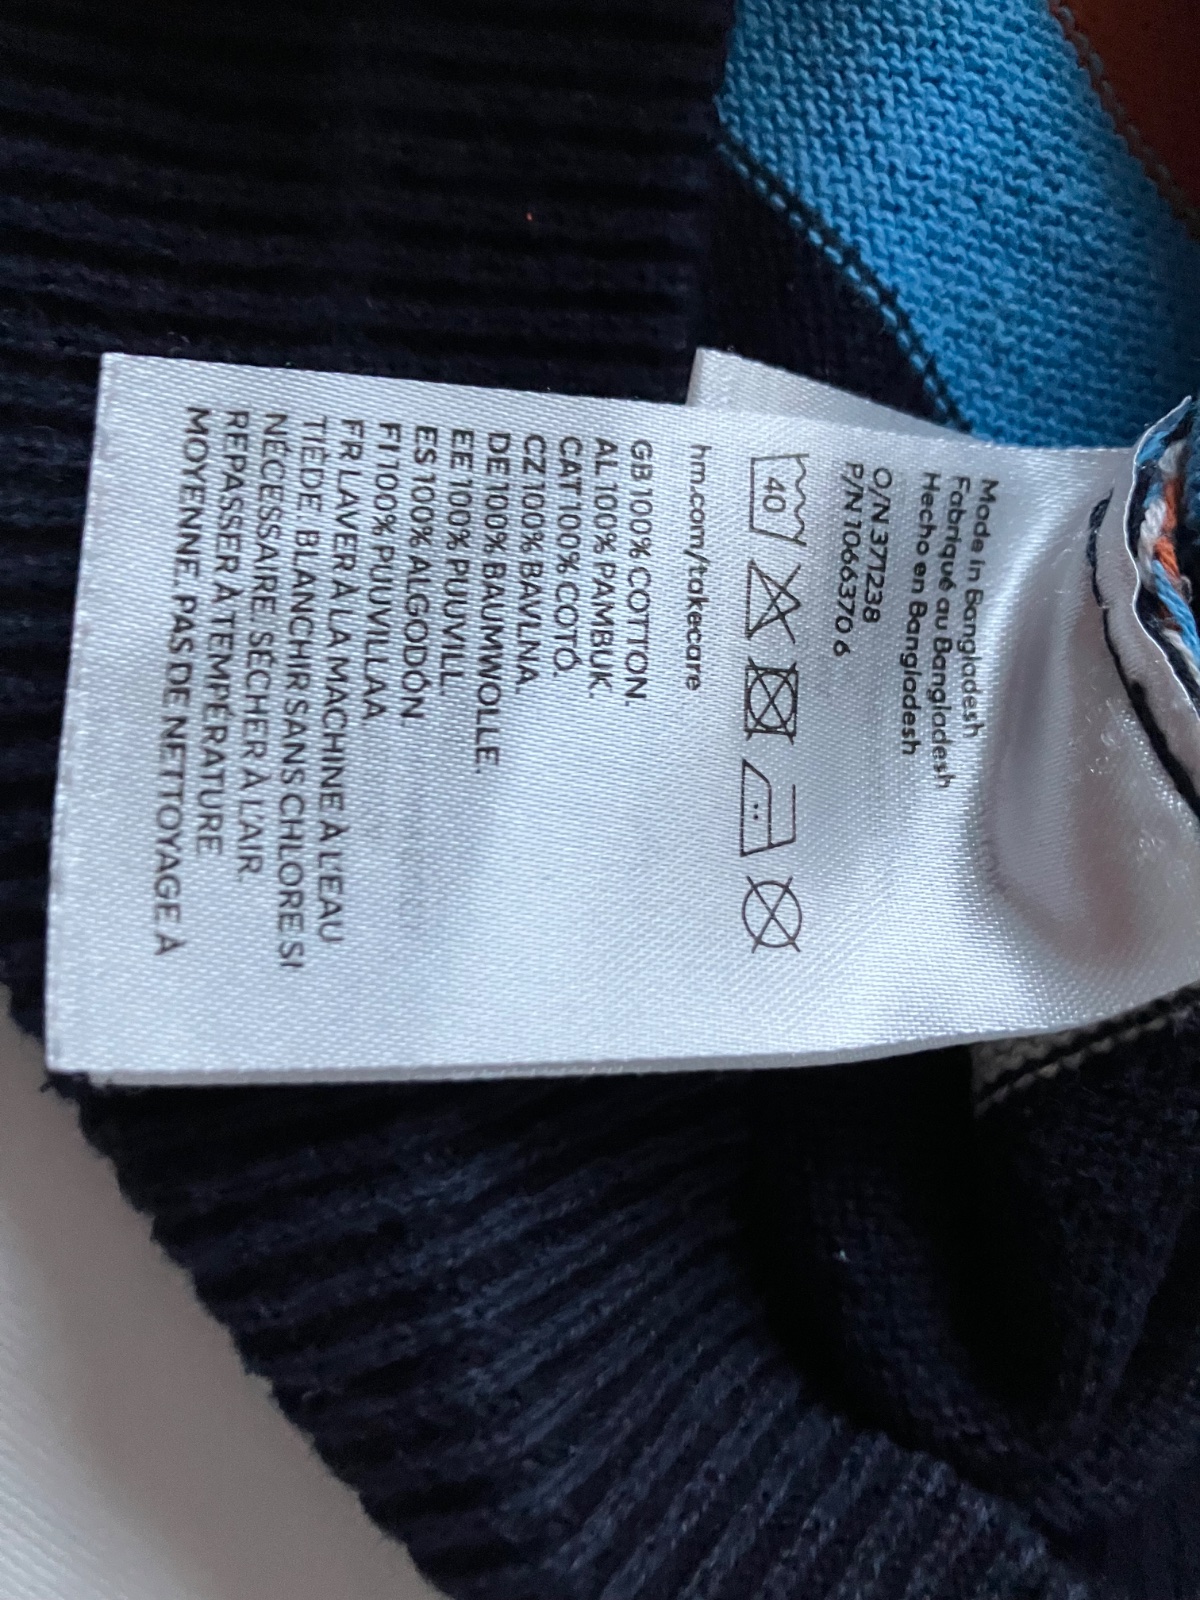 Made in Bangladesh
Fabriqué au Bangladesh
Hecho en Bangladesh
O/N 371238
P/N 1066370 6
40
hm.com/takecare
GB 100% COTTON.
AL 100% PAMBUK.
CAT 100% COTÓ.
CZ 100% BAVLNA.
DE 100% BAUMWOLLE.
EE 100% PUUVILL.
ES 100% ALGODÓN
FI 100% PUUVILLAA
FR LAVER À LA MACHINE À L'EAU
TIÈDE. BLANCHIR SANS CHLORE SI
NÉCESSAIRE. SÉCHER À L'AIR.
REPASSER À TEMPÉRATURE
MOYENNE. PAS DE NETTOYAGE À